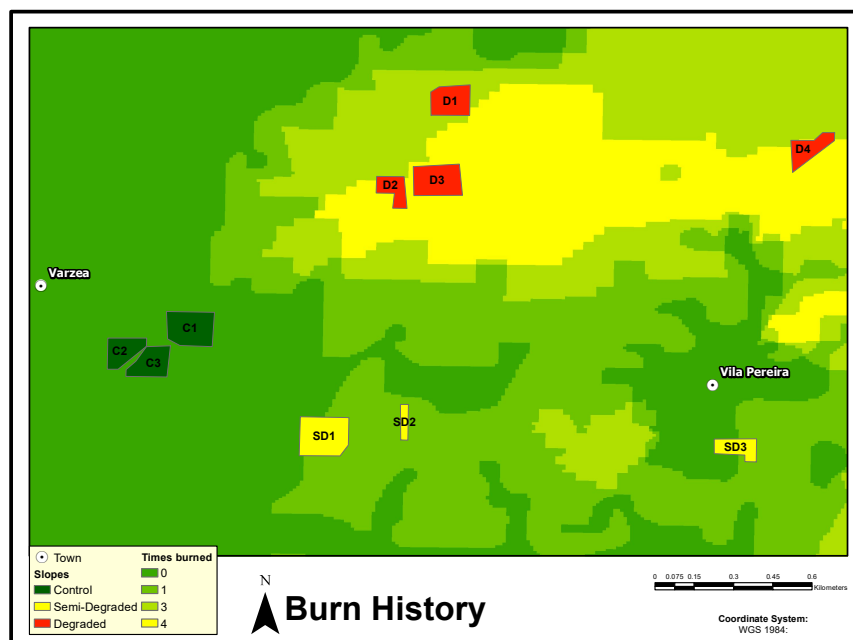 D1
D4
D2
D3
Varzea
C1
C2
C3
Vila Pereira
SD1
SD2
SD3
Town
Slopes
Control
Semi-Degraded
Degraded
Times burned
0
1
3
4
N
Burn History
0 0.075 0.15 0.3 0.45 0.6
Kilometers
Coordinate System:
WGS 1984: